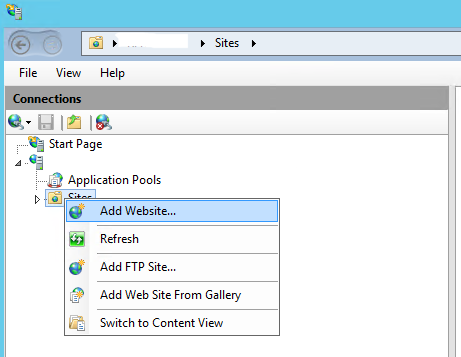 Sites
File View Help
Connections
Start Page
Application Pools
Sites
Add Website...
Refresh
Add FTP Site...
Add Web Site From Gallery
Switch to Content View